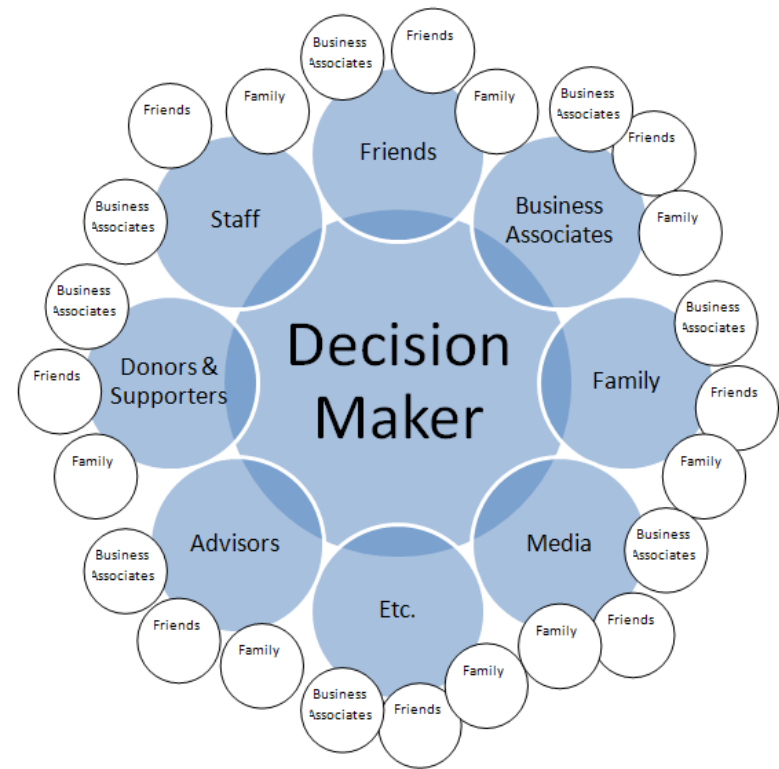 Decision
Maker
Friends
Business
Associates
Family
Media
Etc.
Advisors
Donors &
Supporters
Staff
Business
Associates
Friends
Family
Business
Associates
Friends
Family
Business
Associates
Friends
Family
Business
Associates
Friends
Family
Family
Friends
Business
Associates
Family
Friends
Business
Associates
Family
Friends
Business
Associates
Business
Associates
Friends
Family